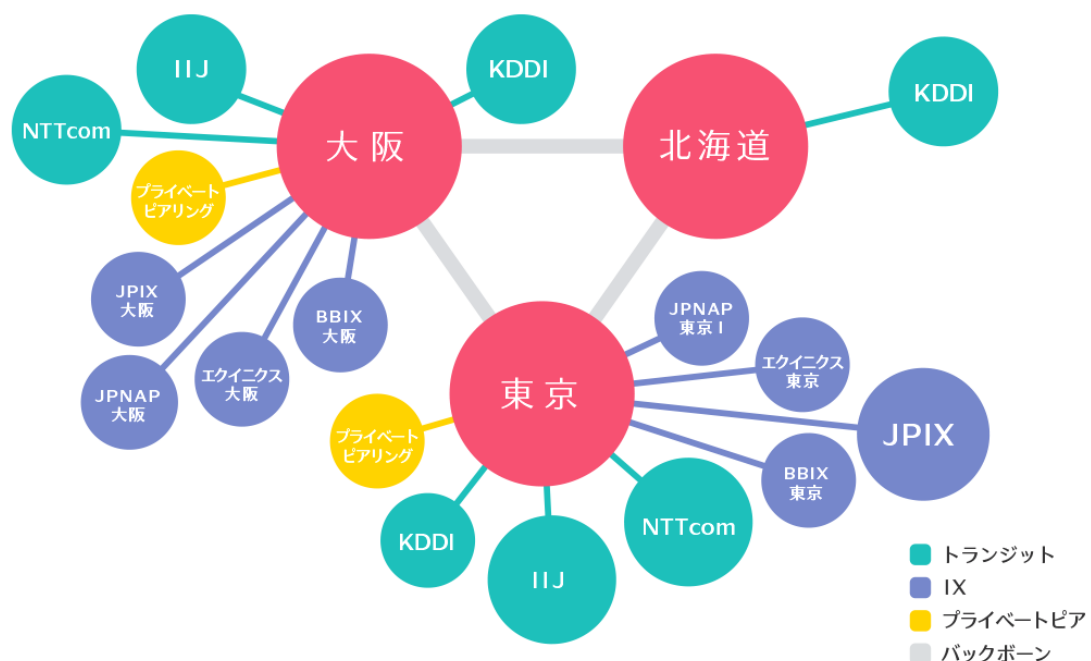 IIJ
KDDI
NTTcom
大阪
北海道
KDDI
プライベート
ピアリング
JPIX
大阪
BBIX
大阪
JPNAP
東京 I
エクイニクス
大阪
JPNAP
大阪
エクイニクス
東京
東京
JPIX
プライベート
ピアリング
BBIX
東京
KDDI
IIJ
NTTcom
トランジット
IX
プライベートピア
バックボーン